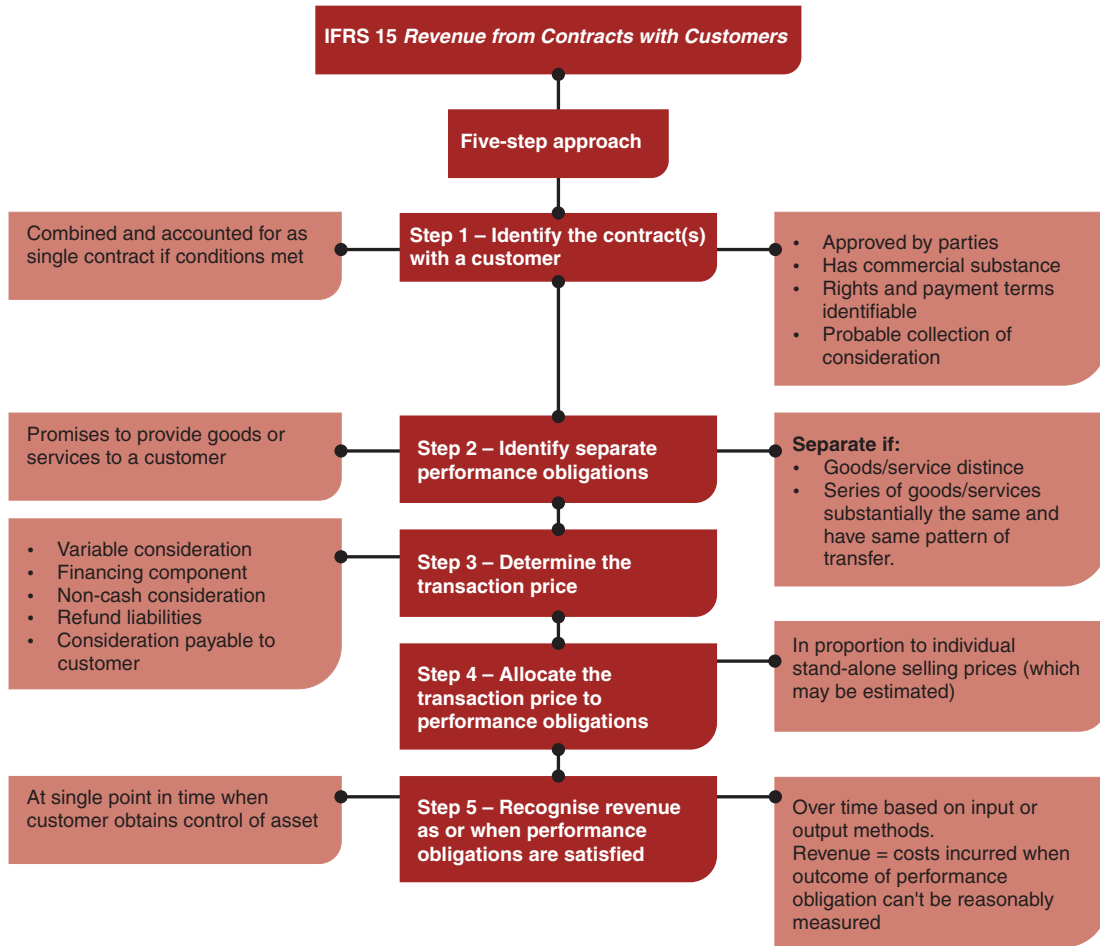 IFRS 15 Revenue from Contracts with Customers
Five-step approach
Combined and accounted for as
single contract if conditions met
Step 1 – Identify the contract(s)
with a customer
• Approved by parties
• Has commercial substance
• Rights and payment terms
identifiable
• Probable collection of
consideration
Promises to provide goods or
services to a customer
Step 2 – Identify separate
performance obligations
Separate if:
• Goods/service distince
• Series of goods/services
substantially the same and
have same pattern of
transfer.
• Variable consideration
• Financing component
• Non-cash consideration
• Refund liabilities
• Consideration payable to
customer
Step 3 – Determine the
transaction price
Step 4 – Allocate the
transaction price to
performance obligations
In proportion to individual
stand-alone selling prices (which
may be estimated)
At single point in time when
customer obtains control of asset
Step 5 – Recognise revenue
as or when performance
obligations are satisfied
Over time based on input or
output methods.
Revenue = costs incurred when
outcome of performance
obligation can't be reasonably
measured